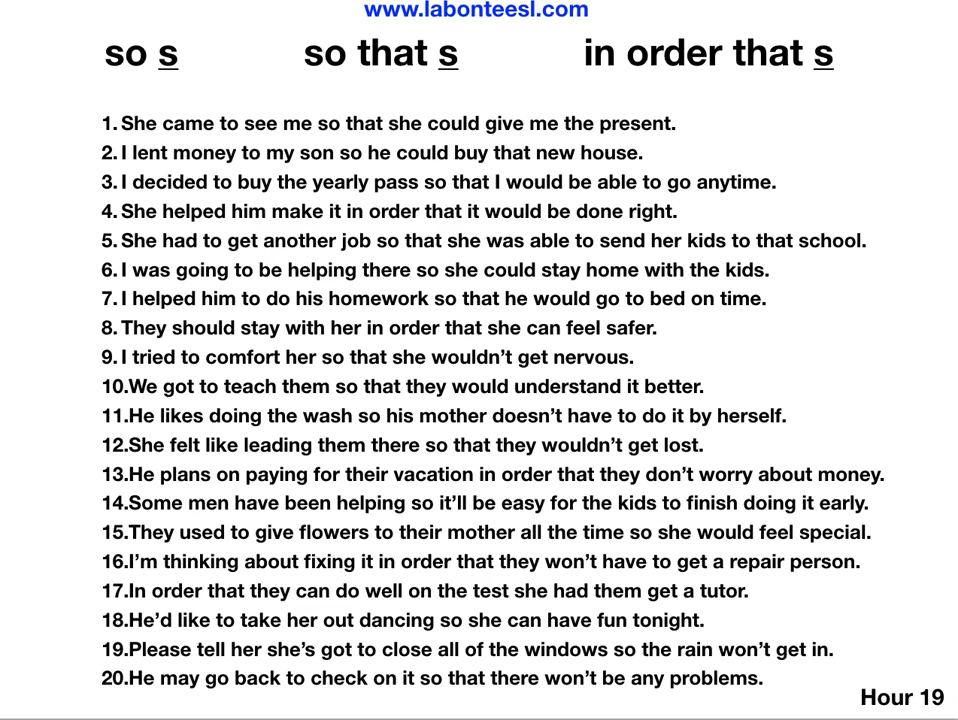 www.labonteesl.com
so s so that s in order that s
1. She came to see me so that she could give me the present.
2. I lent money to my son so he could buy that new house.
3. I decided to buy the yearly pass so that I would be able to go anytime.
4. She helped him make it in order that it would be done right.
5. She had to get another job so that she was able to send her kids to that school.
6. I was going to be helping there so she could stay home with the kids.
7. I helped him to do his homework so that he would go to bed on time.
8. They should stay with her in order that she can feel safer.
9. I tried to comfort her so that she wouldn’t get nervous.
10.We got to teach them so that they would understand it better.
11.He likes doing the wash so his mother doesn’t have to do it by herself.
12.She felt like leading them there so that they wouldn’t get lost.
13.He plans on paying for their vacation in order that they don’t worry about money.
14.Some men have been helping so it’ll be easy for the kids to finish doing it early.
15.They used to give flowers to their mother all the time so she would feel special.
16.I’m thinking about fixing it in order that they won’t have to get a repair person.
17.In order that they can do well on the test she had them get a tutor.
18.He’d like to take her out dancing so she can have fun tonight.
19.Please tell her she’s got to close all of the windows so the rain won’t get in.
20.He may go back to check on it so that there won’t be any problems.
Hour 19